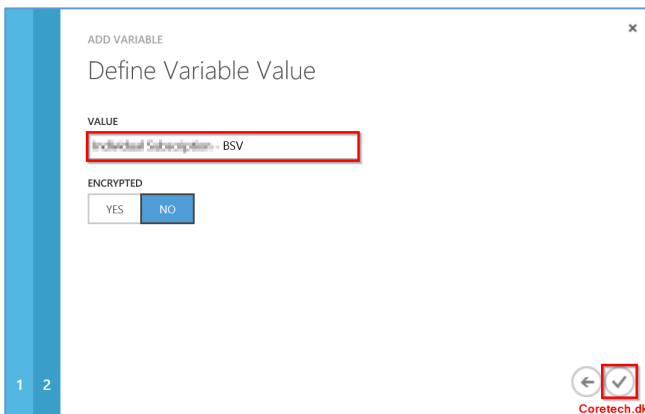 ADD VARIABLE
Define Variable Value
VALUE
- BSV
ENCRYPTED
YES NO
1 2
Coretech.dk